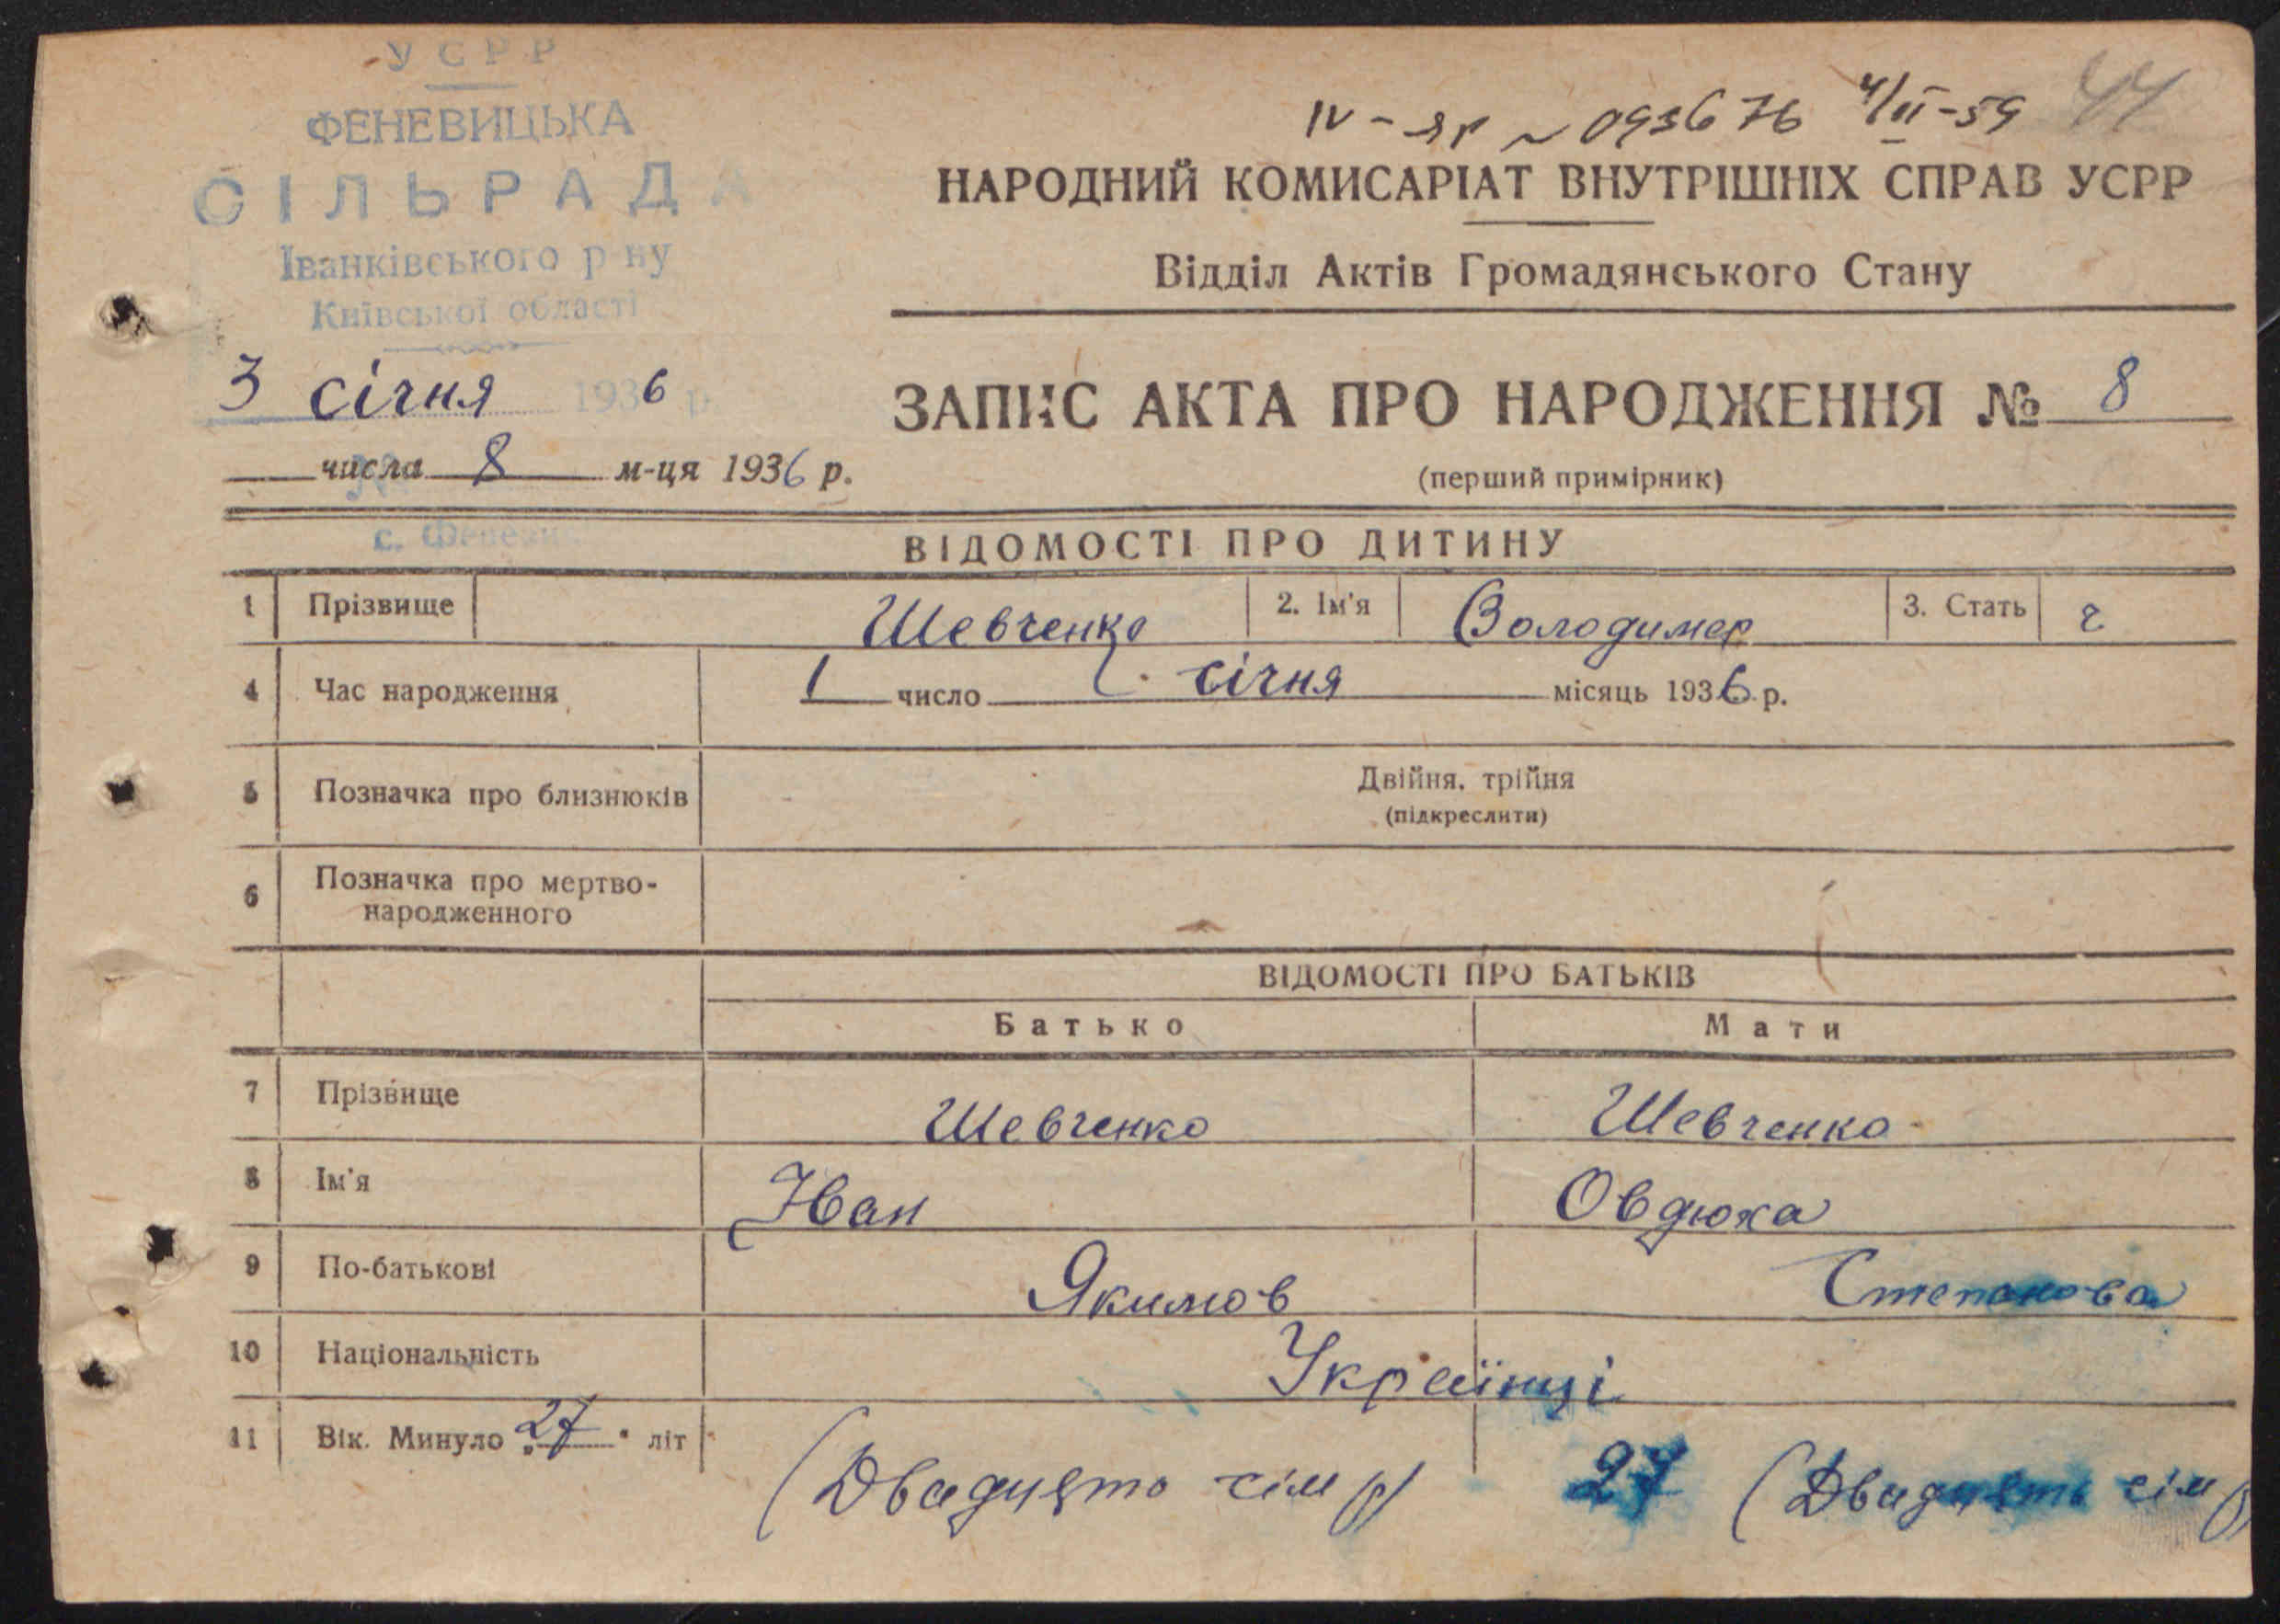 УСРР
ФЕНЕВИЦЬКА
СІЛЬРАДА
Іванківського р ну
Київської області
3 січня 1936 р.
числа 8 м-ця 1936 р.
с. Феневи
IV-яр № 093676 4/II-59 44
НАРОДНИЙ КОМИСАРІАТ ВНУТРІШНІХ СПРАВ УСРР
Відділ Актів Громадянського Стану
ЗАПИС АКТА ПРО НАРОДЖЕННЯ № 8
(перший примірник)
ВІДОМОСТІ ПРО ДИТИНУ
1 Прізвище Шевченко 2. Ім'я Володимер 3. Стать ч
4 Час народження 1 число січня місяць 1936 р.
5 Позначка про близнюків Двійня, трійня
(підкреслити)
6 Позначка про мертво-
народженного
ВІДОМОСТІ ПРО БАТЬКІВ
Батько Мати
7 Прізвище Шевченко Шевченко
8 Ім'я Іван Овдюха
9 По-батькові Якимов Степанова
10 Національність Українці
11 Вік. Минуло „27" літ (Двадцять сім р) 27 (Двадцять сім р)